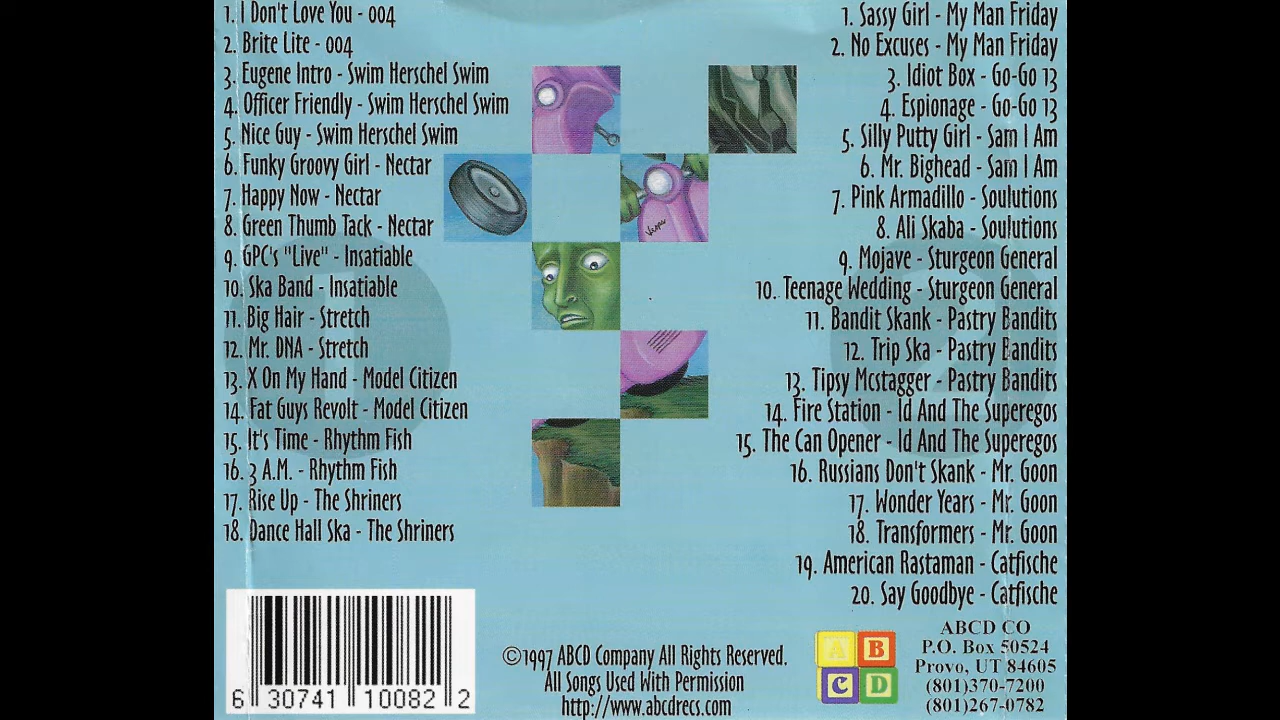 1. I Don't Love You - 004
2. Brite Lite - 004
3. Eugene Intro - Swim Herschel Swim
4. Officer Friendly - Swim Herschel Swim
5. Nice Guy - Swim Herschel Swim
6. Funky Groovy Girl - Nectar
7. Happy Now - Nectar
8. Green Thumb Tack - Nectar
9. GPC's "Live" - Insatiable
10. Ska Band - Insatiable
11. Big Hair - Stretch
12. Mr. DNA - Stretch
13. X On My Hand - Model Citizen
14. Fat Guys Revolt - Model Citizen
15. It's Time - Rhythm Fish
16. 3 A.M. - Rhythm Fish
17. Rise Up - The Shriners
18. Dance Hall Ska - The Shriners
1
1. Sassy Girl - My Man Friday
2. No Excuses - My Man Friday
3. Idiot Box - Go-Go 13
4. Espionage - Go-Go 13
5. Silly Putty Girl - Sam I Am
6. Mr. Bighead - Sam I Am
7. Pink Armadillo - Soulutions
8. Ali Skaba - Soulutions
9. Mojave - Sturgeon General
10. Teenage Wedding - Sturgeon General
11. Bandit Skank - Pastry Bandits
12. Trip Ska - Pastry Bandits
13. Tipsy Mcstagger - Pastry Bandits
14. Fire Station - Id And The Superegos
15. The Can Opener - Id And The Superegos
16. Russians Don't Skank - Mr. Goon
17. Wonder Years - Mr. Goon
18. Transformers - Mr. Goon
19. American Rastaman - Catfische
20. Say Goodbye - Catfische
2
Vespa
6 30741 10082 2
©1997 ABCD Company All Rights Reserved.
All Songs Used With Permission
http://www.abcdrecs.com
A B
C D
ABCD CO
P.O. Box 50524
Provo, UT 84605
(801)370-7200
(801)267-0782